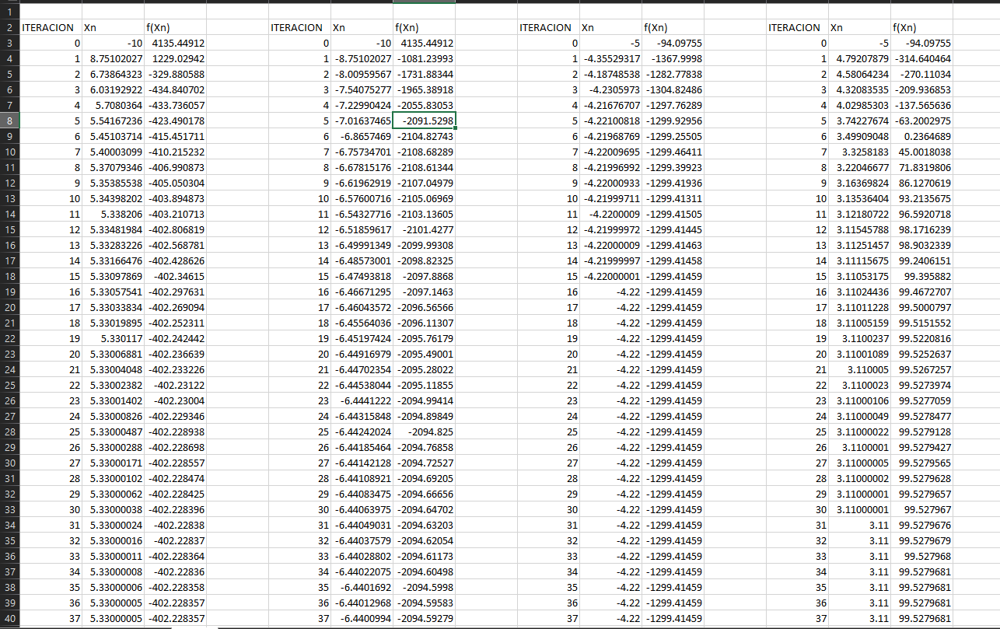 1
2 ITERACION Xn f(Xn) ITERACION Xn f(Xn) ITERACION Xn f(Xn) ITERACION Xn f(Xn)
3 0 -10 4135.44912 0 -10 4135.44912 0 -5 -94.09755 0 -5 -94.09755
4 1 8.75102027 1229.02942 1 -8.75102027 -1081.23993 1 -4.35529317 -1367.9998 1 4.79207879 -314.640464
5 2 6.73864323 -329.880588 2 -8.00959567 -1731.88344 2 -4.18748538 -1282.77838 2 4.58064234 -270.11034
6 3 6.03192922 -434.840702 3 -7.54075277 -1965.38918 3 -4.2305973 -1304.82486 3 4.32083535 -209.936853
7 4 5.7080364 -433.736057 4 -7.22990424 -2055.83053 4 -4.21676707 -1297.76289 4 4.02985303 -137.565636
8 5 5.54167236 -423.490178 5 -7.01637465 -2091.5298 5 -4.22100818 -1299.92956 5 3.74227674 -63.2002975
9 6 5.45103714 -415.451711 6 -6.8657469 -2104.82743 6 -4.21968769 -1299.25505 6 3.49909048 0.2364689
10 7 5.40003099 -410.215232 7 -6.75734701 -2108.68289 7 -4.22009695 -1299.46411 7 3.3258183 45.0018038
11 8 5.37079346 -406.990873 8 -6.67815176 -2108.61344 8 -4.21996992 -1299.39923 8 3.22046677 71.8319806
12 9 5.35385538 -405.050304 9 -6.61962919 -2107.04979 9 -4.22000933 -1299.41936 9 3.16369824 86.1270619
13 10 5.34398202 -403.894873 10 -6.57600716 -2105.06969 10 -4.21999711 -1299.41311 10 3.13536404 93.2135675
14 11 5.338206 -403.210713 11 -6.54327716 -2103.13605 11 -4.2200009 -1299.41505 11 3.12180722 96.5920718
15 12 5.33481984 -402.806819 12 -6.51859617 -2101.4277 12 -4.21999972 -1299.41445 12 3.11545788 98.1716239
16 13 5.33283226 -402.568781 13 -6.49991349 -2099.99308 13 -4.22000009 -1299.41463 13 3.11251457 98.9032339
17 14 5.33166476 -402.428626 14 -6.48573001 -2098.82325 14 -4.21999997 -1299.41458 14 3.11115675 99.2406151
18 15 5.33097869 -402.34615 15 -6.47493818 -2097.8868 15 -4.22000001 -1299.41459 15 3.11053175 99.395882
19 16 5.33057541 -402.297631 16 -6.46671295 -2097.1463 16 -4.22 -1299.41459 16 3.11024436 99.4672707
20 17 5.33033834 -402.269094 17 -6.46043572 -2096.56566 17 -4.22 -1299.41459 17 3.11011228 99.5000797
21 18 5.33019895 -402.252311 18 -6.45564036 -2096.11307 18 -4.22 -1299.41459 18 3.11005159 99.5151552
22 19 5.330117 -402.242442 19 -6.45197424 -2095.76179 19 -4.22 -1299.41459 19 3.1100237 99.5220816
23 20 5.33006881 -402.236639 20 -6.44916979 -2095.49001 20 -4.22 -1299.41459 20 3.11001089 99.5252637
24 21 5.33004048 -402.233226 21 -6.44702354 -2095.28022 21 -4.22 -1299.41459 21 3.110005 99.5267257
25 22 5.33002382 -402.23122 22 -6.44538044 -2095.11855 22 -4.22 -1299.41459 22 3.1100023 99.5273974
26 23 5.33001402 -402.23004 23 -6.4441222 -2094.99414 23 -4.22 -1299.41459 23 3.11000106 99.5277059
27 24 5.33000826 -402.229346 24 -6.44315848 -2094.89849 24 -4.22 -1299.41459 24 3.11000049 99.5278477
28 25 5.33000487 -402.228938 25 -6.44242024 -2094.825 25 -4.22 -1299.41459 25 3.11000022 99.5279128
29 26 5.33000288 -402.228698 26 -6.44185464 -2094.76858 26 -4.22 -1299.41459 26 3.1100001 99.5279427
30 27 5.33000171 -402.228557 27 -6.44142128 -2094.72527 27 -4.22 -1299.41459 27 3.11000005 99.5279565
31 28 5.33000102 -402.228474 28 -6.44108921 -2094.69205 28 -4.22 -1299.41459 28 3.11000002 99.5279628
32 29 5.33000062 -402.228425 29 -6.44083475 -2094.66656 29 -4.22 -1299.41459 29 3.11000001 99.5279657
33 30 5.33000038 -402.228396 30 -6.44063975 -2094.64702 30 -4.22 -1299.41459 30 3.11000001 99.527967
34 31 5.33000024 -402.22838 31 -6.44049031 -2094.63203 31 -4.22 -1299.41459 31 3.11 99.5279676
35 32 5.33000016 -402.22837 32 -6.44037579 -2094.62054 32 -4.22 -1299.41459 32 3.11 99.5279679
36 33 5.33000011 -402.228364 33 -6.44028802 -2094.61173 33 -4.22 -1299.41459 33 3.11 99.527968
37 34 5.33000008 -402.22836 34 -6.44022075 -2094.60498 34 -4.22 -1299.41459 34 3.11 99.5279681
38 35 5.33000006 -402.228358 35 -6.4401692 -2094.5998 35 -4.22 -1299.41459 35 3.11 99.5279681
39 36 5.33000005 -402.228357 36 -6.44012968 -2094.59583 36 -4.22 -1299.41459 36 3.11 99.5279681
40 37 5.33000005 -402.228357 37 -6.4400994 -2094.59279 37 -4.22 -1299.41459 37 3.11 99.5279681